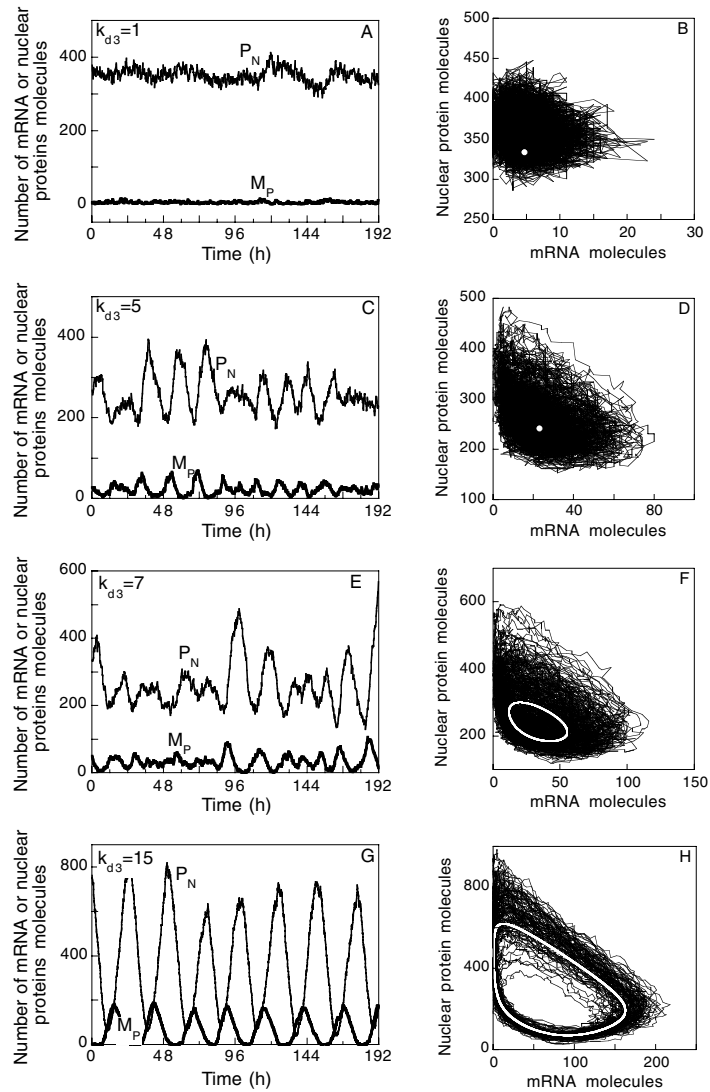 k_d3=1
A
P_N
M_P
400
300
200
0
0 48 96 144 192
Time (h)
Number of mRNA or nuclear
proteins molecules
B
500
450
400
350
300
250
0 10 20 30
mRNA molecules
Nuclear protein molecules
k_d3=5
C
P_N
M_P
400
200
0
0 48 96 144 192
Time (h)
Number of mRNA or nuclear
proteins molecules
D
500
400
300
200
100
0 40 80 100
mRNA molecules
Nuclear protein molecules
k_d3=7
E
P_N
M_P
600
400
200
0
0 48 96 144 192
Time (h)
Number of mRNA or nuclear
proteins molecules
F
600
400
200
0 50 100 150
mRNA molecules
Nuclear protein molecules
k_d3=15
G
P_N
M_P
800
400
0
0 48 96 144 192
Time (h)
Number of mRNA or nuclear
proteins molecules
H
800
400
200
0
0 100 200
mRNA molecules
Nuclear protein molecules